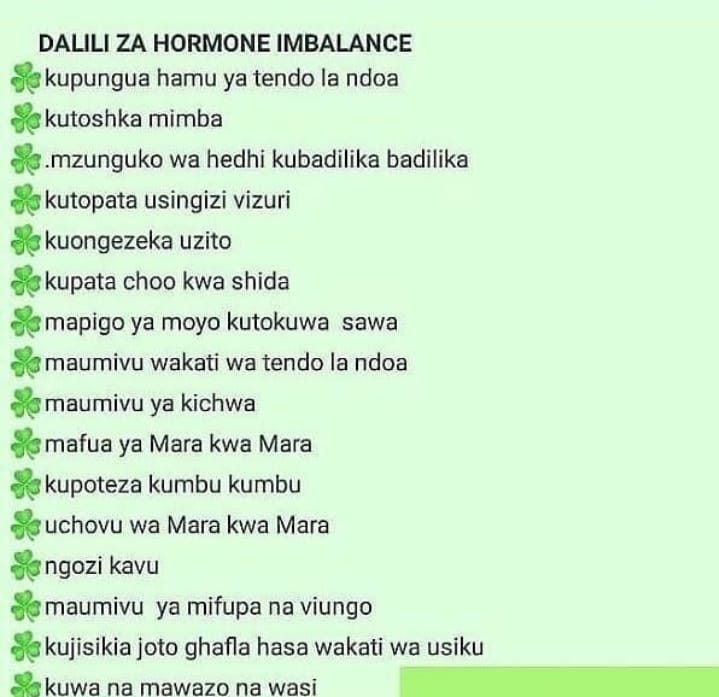 DALILI ZA HORMONE IMBALANCE
☘kupungua hamu ya tendo la ndoa
☘kutoshka mimba
☘.mzunguko wa hedhi kubadilika badilika
☘kutopata usingizi vizuri
☘kuongezeka uzito
☘kupata choo kwa shida
☘mapigo ya moyo kutokuwa  sawa
☘maumivu wakati wa tendo la ndoa
☘maumivu ya kichwa
☘mafua ya Mara kwa Mara
☘kupoteza kumbu kumbu
☘uchovu wa Mara kwa Mara
☘ngozi kavu
☘maumivu  ya mifupa na viungo
☘kujisikia joto ghafla hasa wakati wa usiku
☘kuwa na mawazo na wasi